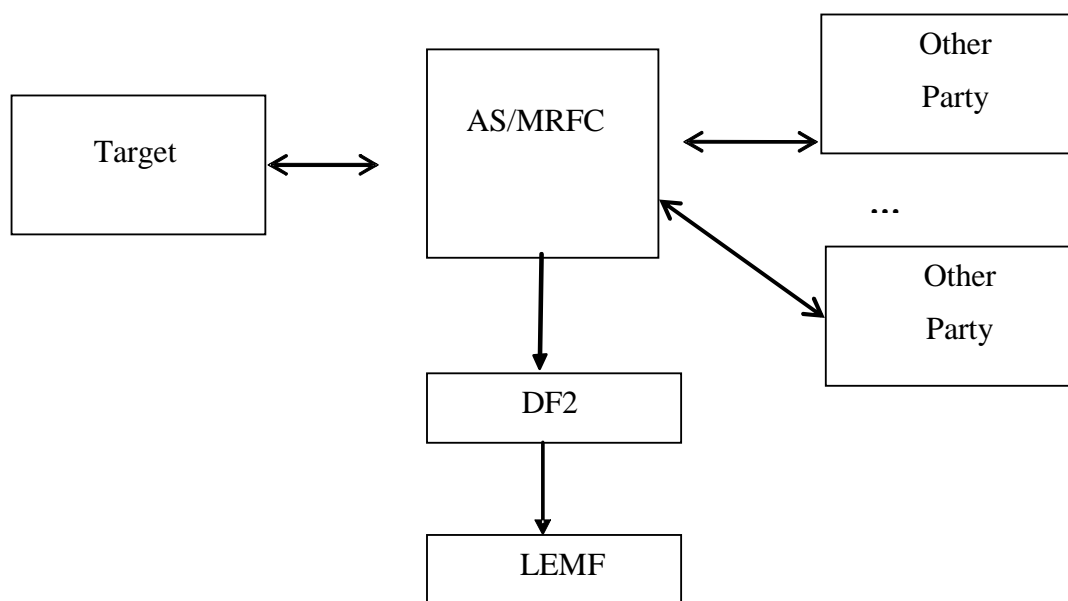 Target
AS/MRFC
Other
Party
...
Other
Party
DF2
LEMF